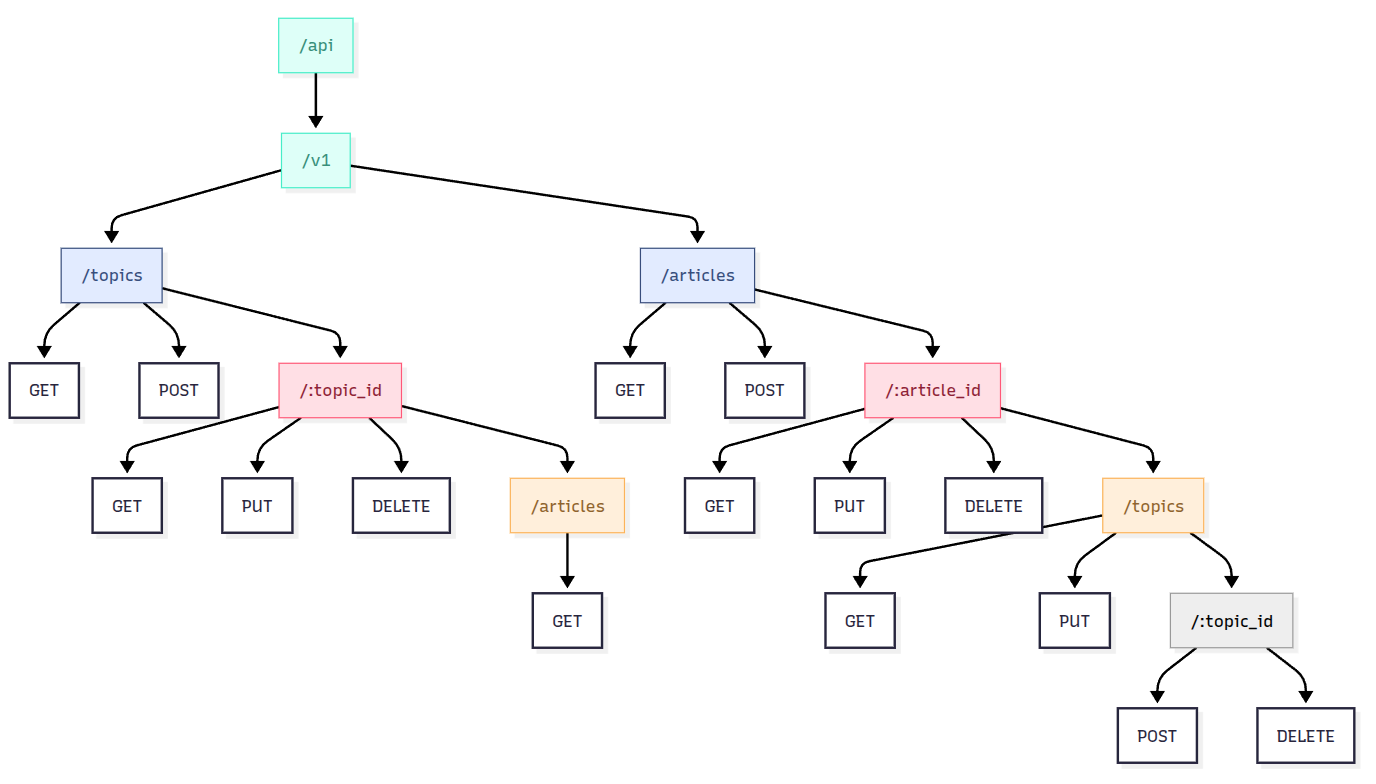 /api
/v1
/topics
/articles
GET
POST
/:topic_id
GET
POST
/:article_id
GET
PUT
DELETE
/articles
GET
PUT
DELETE
/topics
GET
GET
PUT
/:topic_id
POST
DELETE